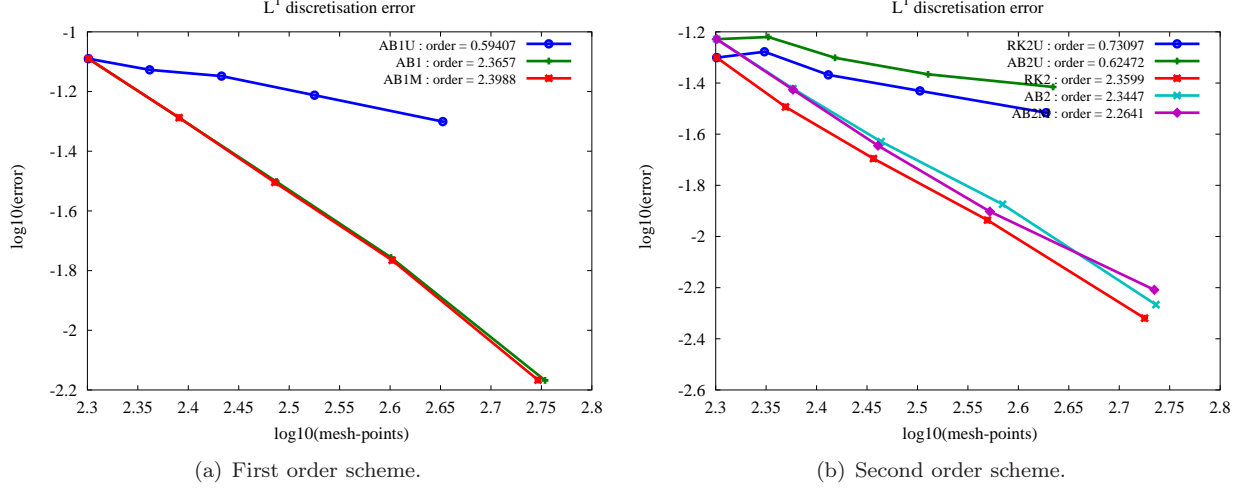 L1 discretisation error
-1
-1.2
-1.4
-1.6
-1.8
-2
-2.2
log10(error)
AB1U : order = 0.59407
AB1 : order = 2.3657
AB1M : order = 2.3988
2.3 2.35 2.4 2.45 2.5 2.55 2.6 2.65 2.7 2.75 2.8
log10(mesh-points)
(a) First order scheme.
L1 discretisation error
-1.2
-1.4
-1.6
-1.8
-2
-2.2
-2.4
-2.6
log10(error)
RK2U : order = 0.73097
AB2U : order = 0.62472
RK2 : order = 2.3599
AB2 : order = 2.3447
AB2M : order = 2.2641
2.3 2.35 2.4 2.45 2.5 2.55 2.6 2.65 2.7 2.75 2.8
log10(mesh-points)
(b) Second order scheme.